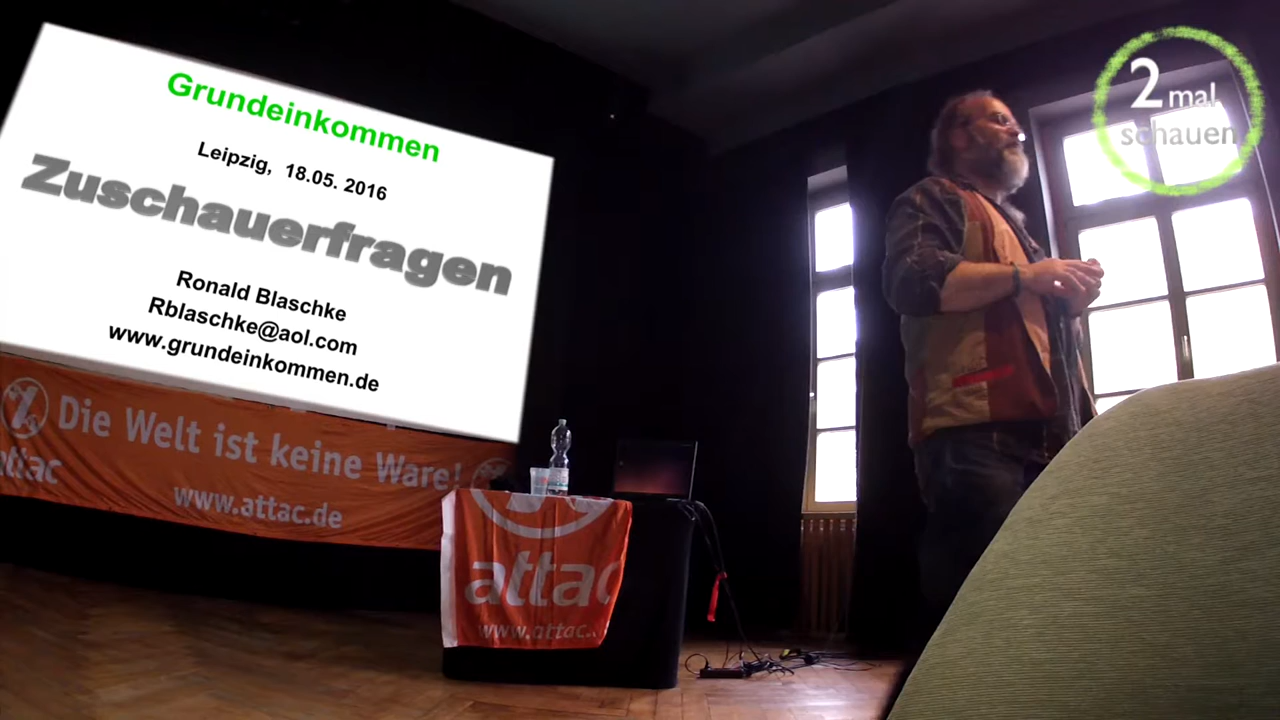 Grundeinkommen
Leipzig, 18.05. 2016
Zuschauerfragen
Ronald Blaschke
Rblaschke@aol.com
www.grundeinkommen.de
2 mal
schauen
Die Welt ist keine Ware!
attac
www.attac.de
attac
www.attac.